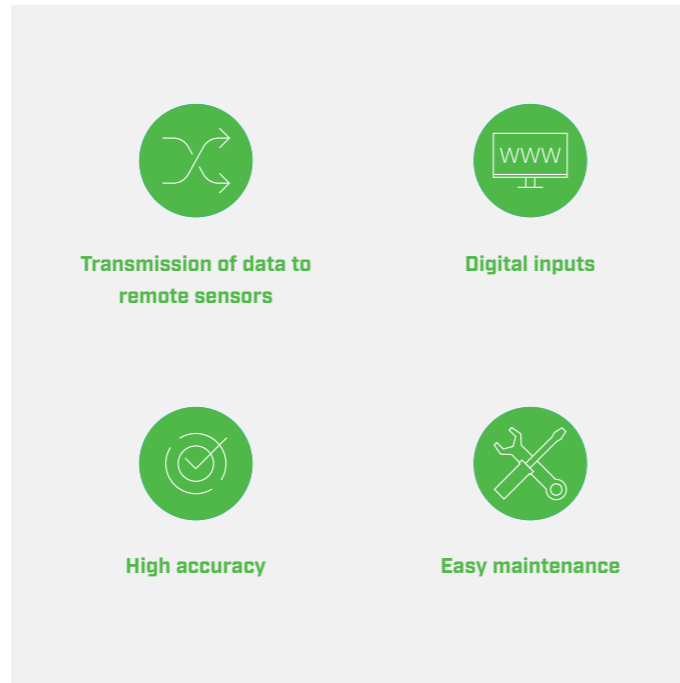 WWW
Transmission of data to
remote sensors
Digital inputs
High accuracy
Easy maintenance